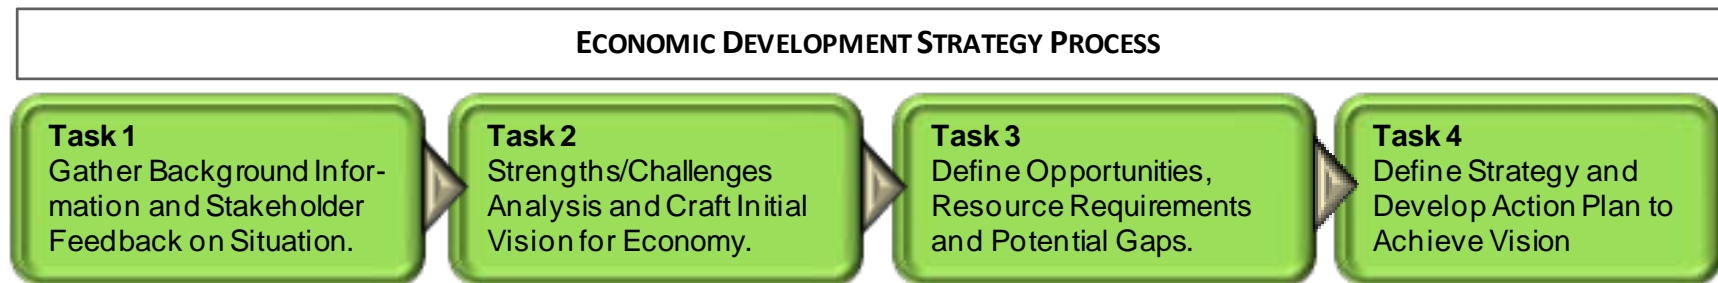 ECONOMIC DEVELOPMENT STRATEGY PROCESS
Task 1
Gather Background Infor-
mation and Stakeholder
Feedback on Situation.
Task 2
Strengths/Challenges
Analysis and Craft Initial
Vision for Economy.
Task 3
Define Opportunities,
Resource Requirements
and Potential Gaps.
Task 4
Define Strategy and
Develop Action Plan to
Achieve Vision